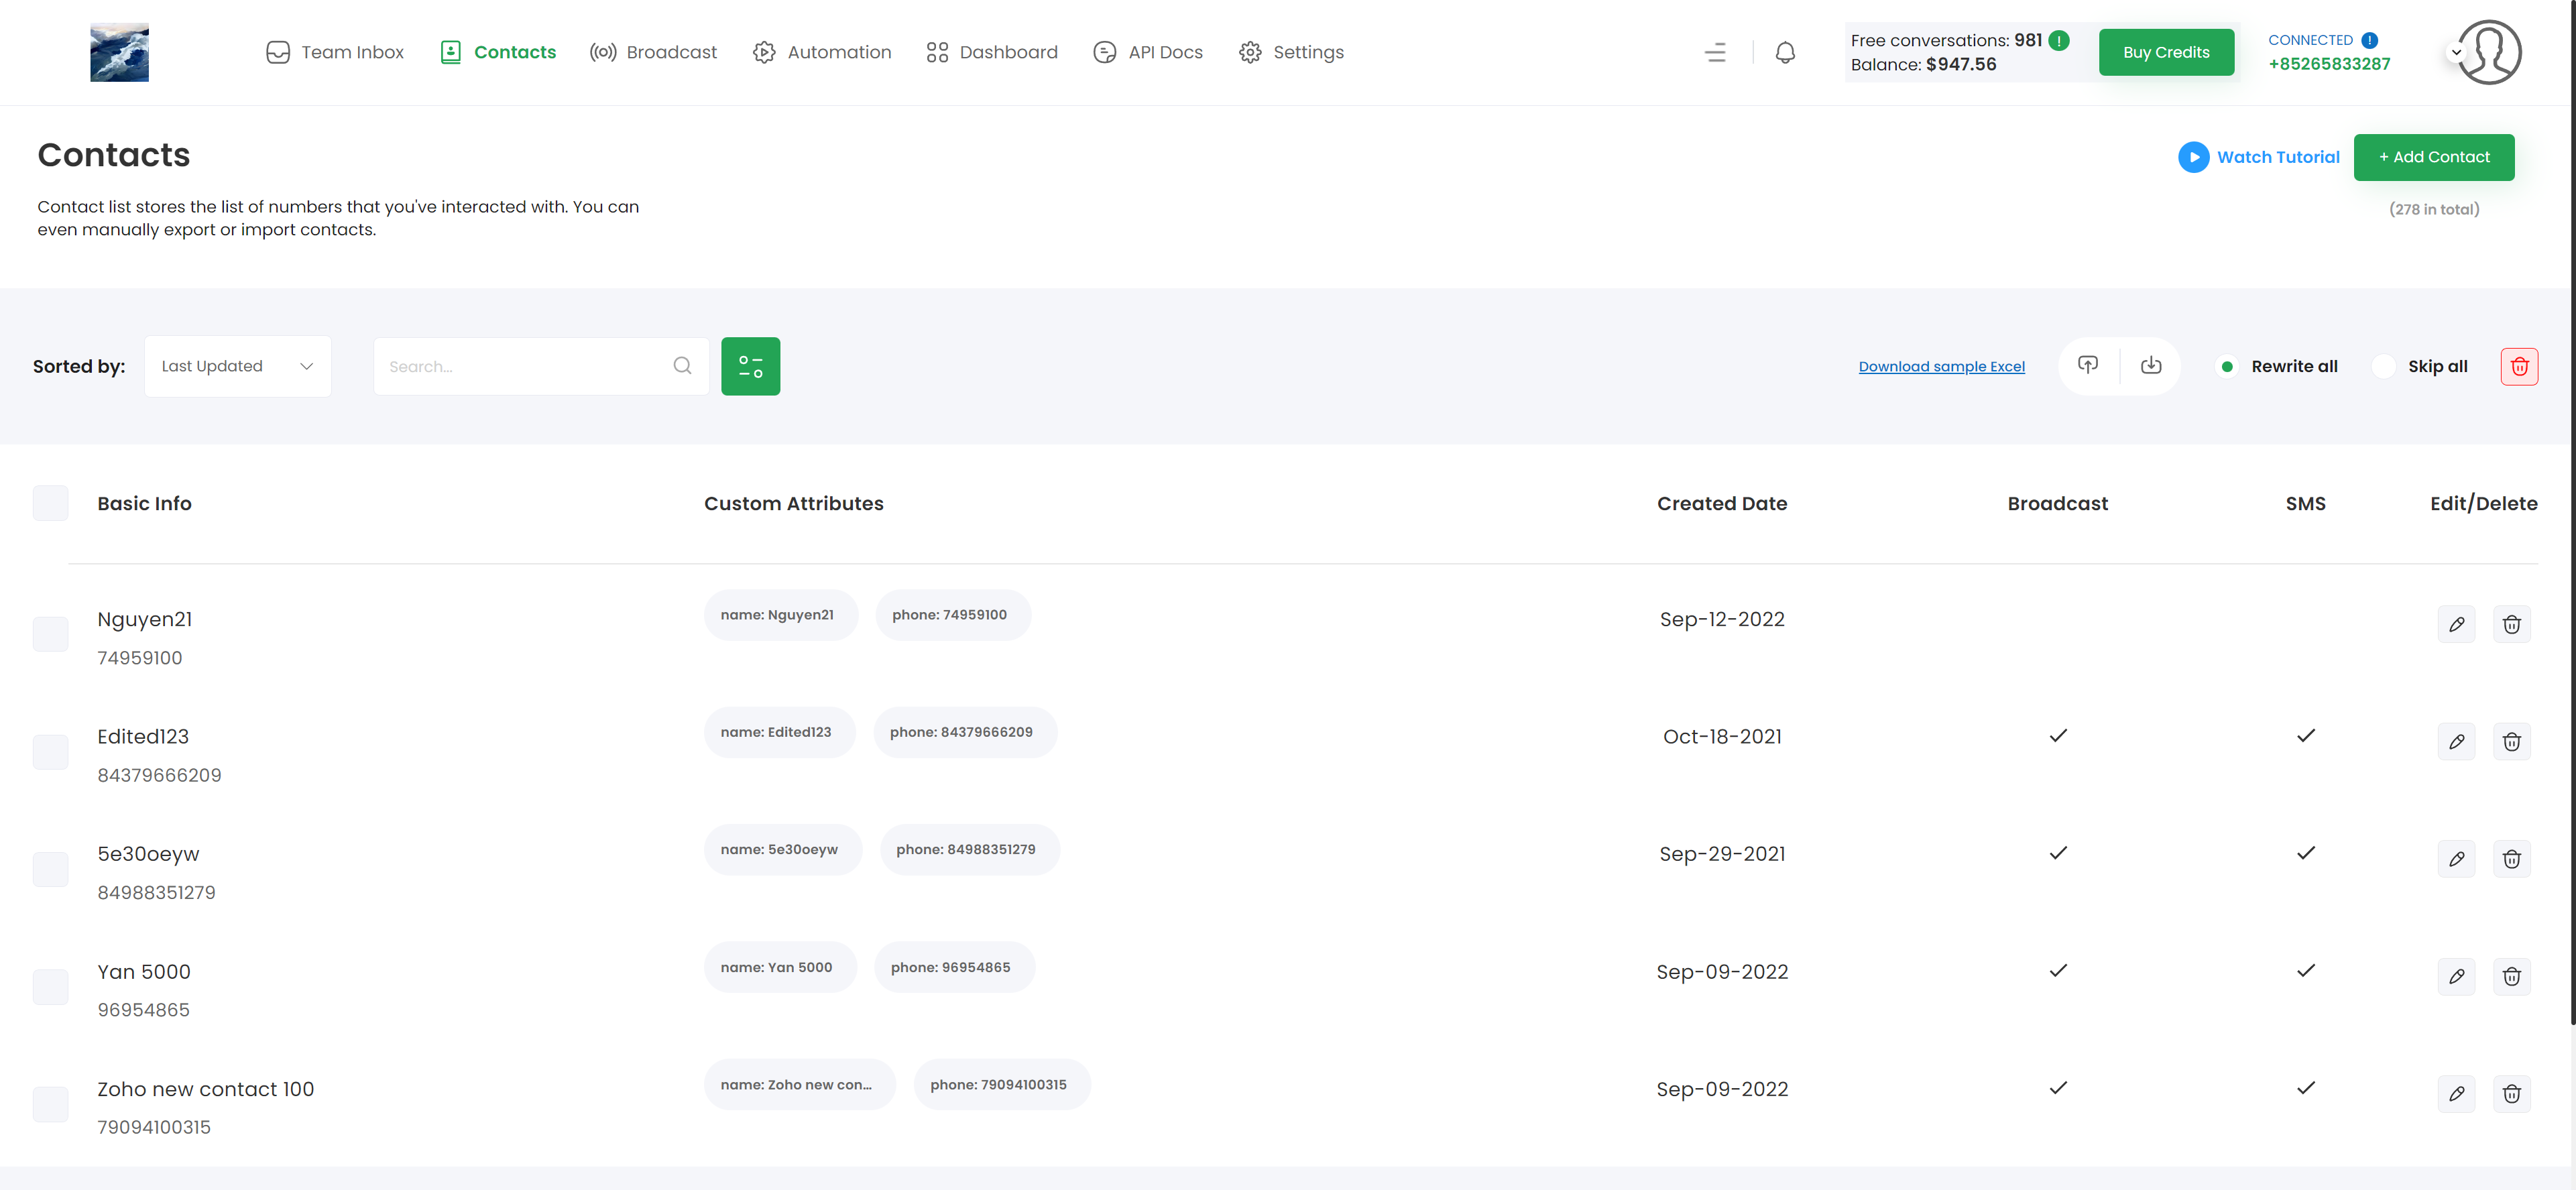 Team Inbox
Contacts
Broadcast
Automation
Dashboard
API Docs
Settings
Free conversations: 981
Balance: $947.56
Buy Credits
CONNECTED
+85265833287
Contacts
Watch Tutorial
+ Add Contact
Contact list stores the list of numbers that you've interacted with. You can
even manually export or import contacts.
(278 in total)
Sorted by:
Last Updated
Search...
Download sample Excel
Rewrite all
Skip all
Basic Info
Custom Attributes
Created Date
Broadcast
SMS
Edit/Delete
Nguyen21
74959100
name: Nguyen21
phone: 74959100
Sep-12-2022
Edited123
84379666209
name: Edited123
phone: 84379666209
Oct-18-2021
5e30oeyw
84988351279
name: 5e30oeyw
phone: 84988351279
Sep-29-2021
Yan 5000
96954865
name: Yan 5000
phone: 96954865
Sep-09-2022
Zoho new contact 100
79094100315
name: Zoho new con...
phone: 79094100315
Sep-09-2022